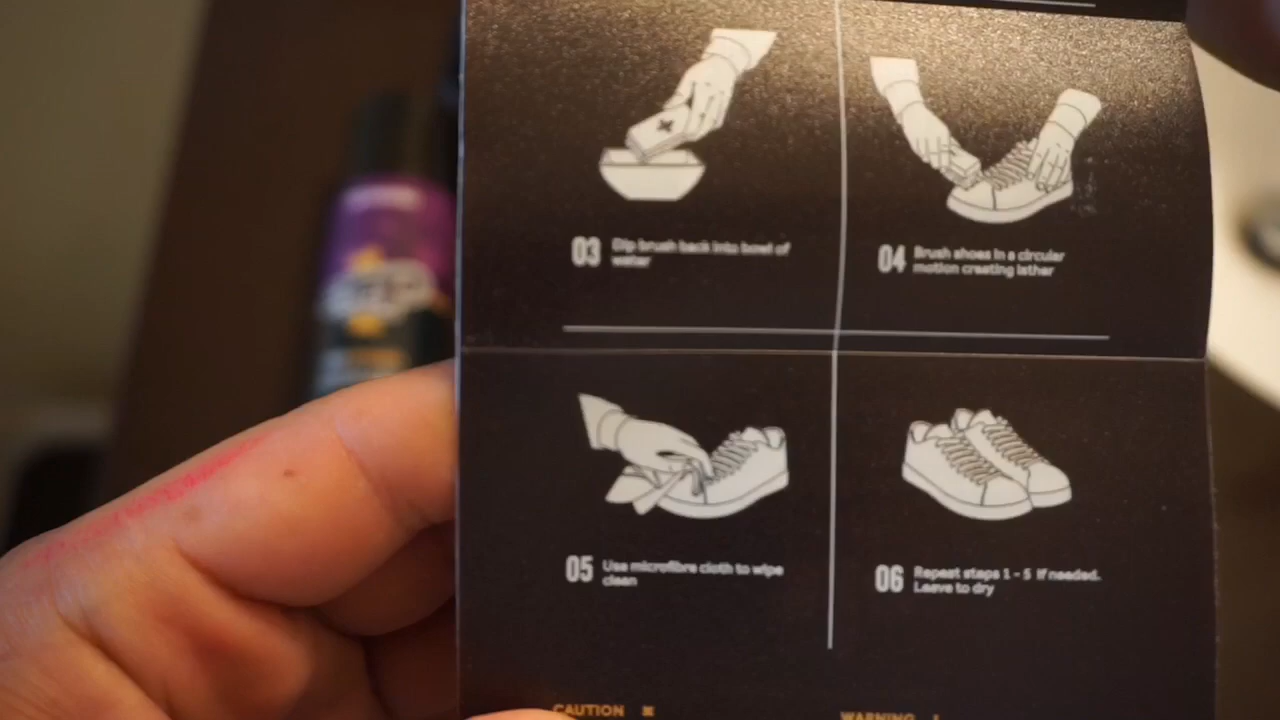 03 Dip brush back into bowl of
water
04 Brush shoes in a circular
motion creating lather
05 Use microfibre cloth to wipe
clean
06 Repeat steps 1 - 5 if needed.
Leave to dry
CAUTION
WARNING !